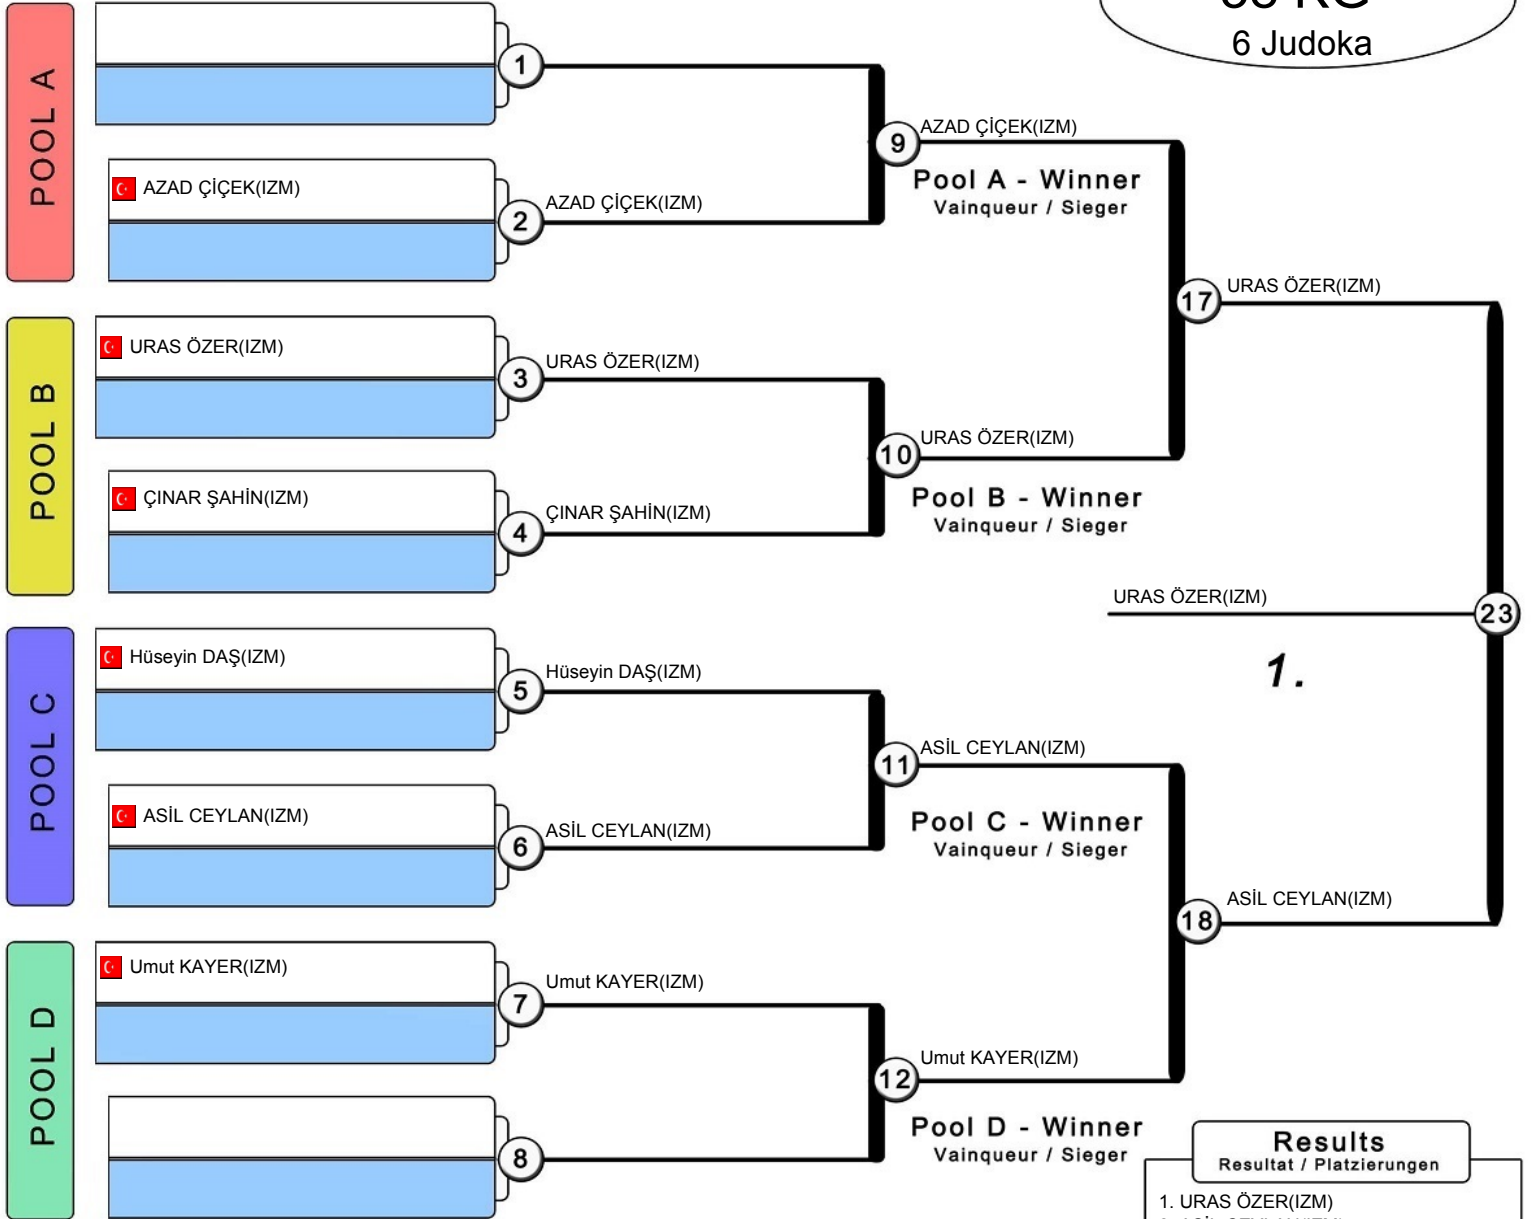 KG
6 Judoka
POOL A
1
AZAD ÇİÇEK(IZM)
2
AZAD ÇİÇEK(IZM)
9
AZAD ÇİÇEK(IZM)
Pool A - Winner
Vainqueur / Sieger
POOL B
URAS ÖZER(IZM)
3
URAS ÖZER(IZM)
ÇINAR ŞAHİN(IZM)
4
ÇINAR ŞAHİN(IZM)
10
URAS ÖZER(IZM)
Pool B - Winner
Vainqueur / Sieger
17
URAS ÖZER(IZM)
URAS ÖZER(IZM)
23
1.
POOL C
Hüseyin DAŞ(IZM)
5
Hüseyin DAŞ(IZM)
ASİL CEYLAN(IZM)
6
ASİL CEYLAN(IZM)
11
ASİL CEYLAN(IZM)
Pool C - Winner
Vainqueur / Sieger
18
ASİL CEYLAN(IZM)
POOL D
Umut KAYER(IZM)
7
Umut KAYER(IZM)
8
12
Umut KAYER(IZM)
Pool D - Winner
Vainqueur / Sieger
Results
Resultat / Platzierungen
1. URAS ÖZER(IZM)